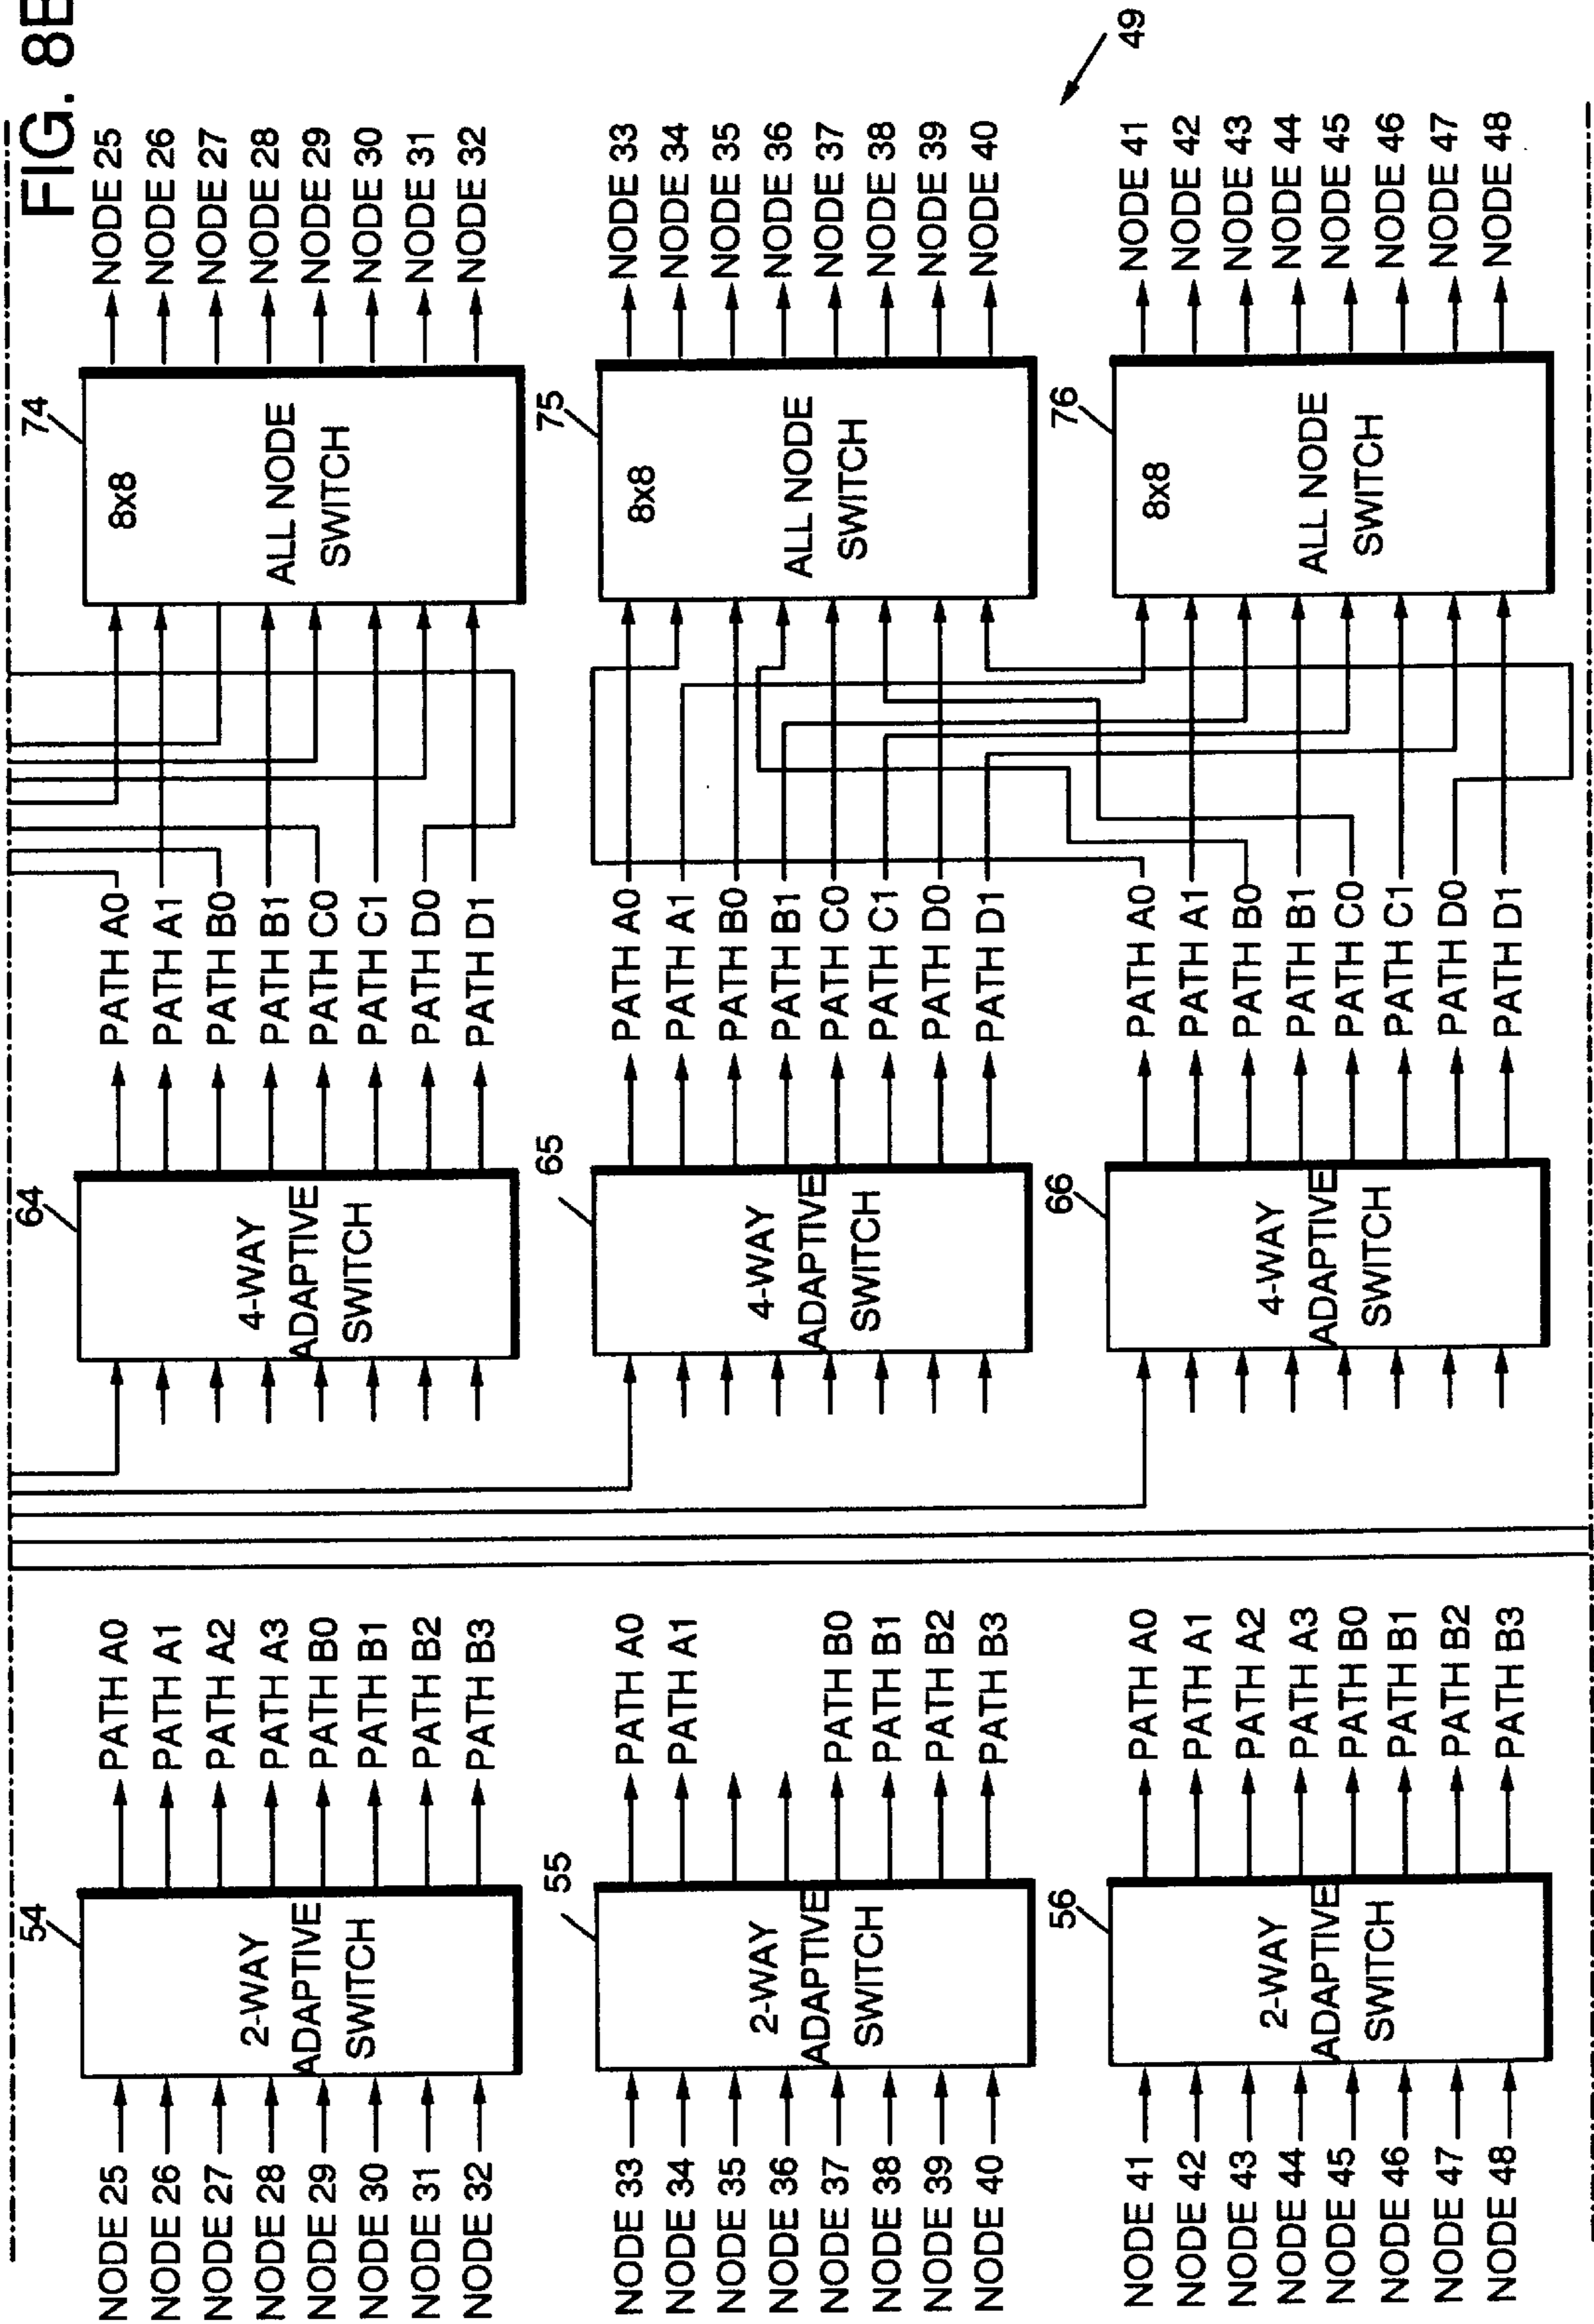 FIG. 8B
NODE 25
NODE 26
NODE 27
NODE 28
NODE 29
NODE 30
NODE 31
NODE 32
54
2-WAY
ADAPTIVE
SWITCH
PATH A0
PATH A1
PATH A2
PATH A3
PATH B0
PATH B1
PATH B2
PATH B3
64
4-WAY
ADAPTIVE
SWITCH
PATH A0
PATH A1
PATH B0
PATH B1
PATH C0
PATH C1
PATH D0
PATH D1
74
8x8
ALL NODE
SWITCH
NODE 25
NODE 26
NODE 27
NODE 28
NODE 29
NODE 30
NODE 31
NODE 32
NODE 33
NODE 34
NODE 35
NODE 36
NODE 37
NODE 38
NODE 39
NODE 40
55
2-WAY
ADAPTIVE
SWITCH
PATH A0
PATH A1
PATH B0
PATH B1
PATH B2
PATH B3
65
4-WAY
ADAPTIVE
SWITCH
PATH A0
PATH A1
PATH B0
PATH B1
PATH C0
PATH C1
PATH D0
PATH D1
75
8x8
ALL NODE
SWITCH
NODE 33
NODE 34
NODE 35
NODE 36
NODE 37
NODE 38
NODE 39
NODE 40
49
NODE 41
NODE 42
NODE 43
NODE 44
NODE 45
NODE 46
NODE 47
NODE 48
56
2-WAY
ADAPTIVE
SWITCH
PATH A0
PATH A1
PATH A2
PATH A3
PATH B0
PATH B1
PATH B2
PATH B3
66
4-WAY
ADAPTIVE
SWITCH
PATH A0
PATH A1
PATH B0
PATH B1
PATH C0
PATH C1
PATH D0
PATH D1
76
8x8
ALL NODE
SWITCH
NODE 41
NODE 42
NODE 43
NODE 44
NODE 45
NODE 46
NODE 47
NODE 48